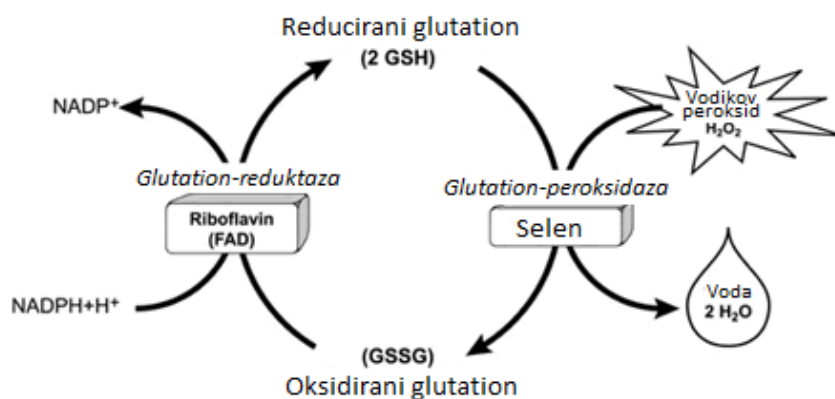 Reducirani glutation
(2 GSH)
NADP⁺
Vodikov
peroksid
H₂O₂
Glutation-reduktaza
Glutation-peroksidaza
Riboflavin
(FAD)
Selen
NADPH+H⁺
Voda
2 H₂O
(GSSG)
Oksidirani glutation